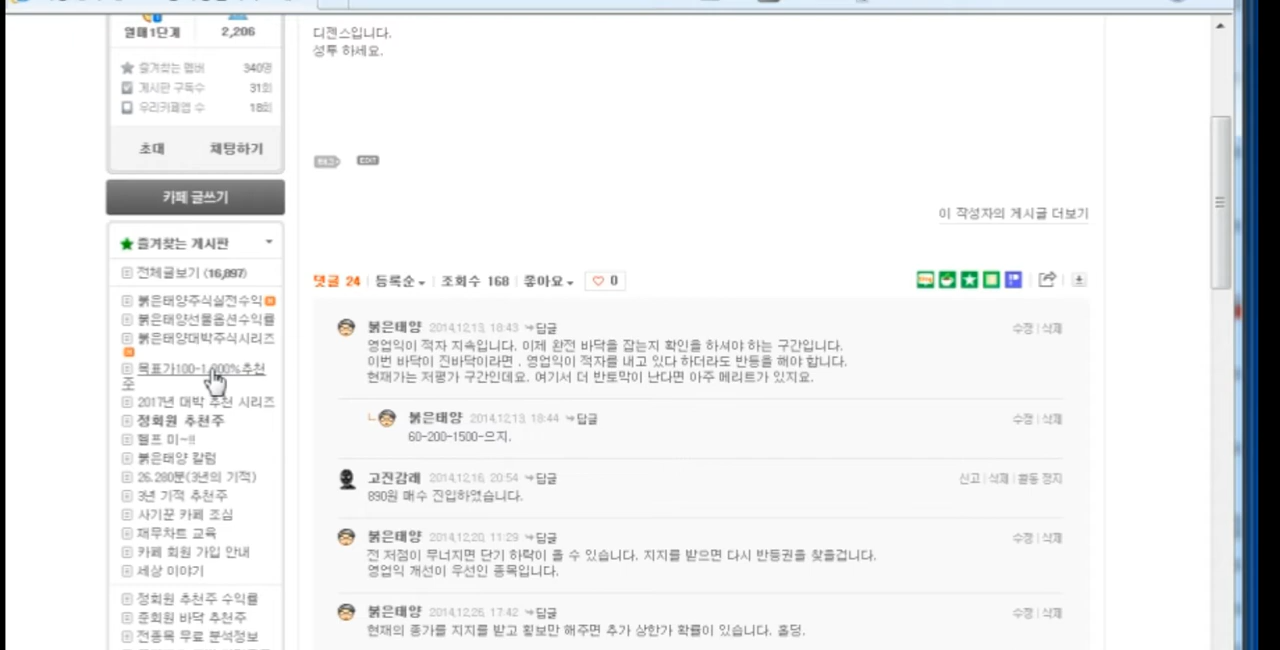 열매1단계 2,206
즐겨찾는 멤버 340명
게시판 구독수 31회
우리카페앱 수 18회
초대 채팅하기
카페 글쓰기
즐겨찾는 게시판
전체글보기 (16,897)
붉은태양주식실전수익
붉은태양선물옵션수익률
붉은태양대박주식시리즈
목표가100-1,000%추천
주
2017년 대박 추천 시리즈
정회원 추천주
헬프 미~!!
붉은태양 칼럼
26,280분(3년의 기적)
3년 기적 추천주
사기꾼 카페 조심
재무차트 교육
카페 회원 가입 안내
세상 이야기
정회원 추천주 수익률
준회원 바닥 추천주
전종목 무료 분석정보
디젠스입니다.
성투 하세요.
태그 EDIT
이 작성자의 게시글 더보기
댓글 24 등록순 조회수 168 좋아요 0
붉은태양 2014.12.13. 18:43 답글 수정 | 삭제
영업익이 적자 지속입니다. 이제 완전 바닥을 잡는지 확인을 하셔야 하는 구간입니다.
이번 바닥이 진바닥이라면 . 영업익이 적자를 내고 있다 하더라도 반등을 해야 합니다.
현재가는 저평가 구간인데요. 여기서 더 반토막이 난다면 아주 메리트가 있지요.
붉은태양 2014.12.13. 18:44 답글 수정 | 삭제
60-200-1500-으지.
고진감래 2014.12.16. 20:54 답글 신고 | 삭제 | 활동 정지
890원 매수 진입하였습니다.
붉은태양 2014.12.20. 11:29 답글 수정 | 삭제
전 저점이 무너지면 단기 하락이 올 수 있습니다. 지지를 받으면 다시 반등권을 찾을겁니다.
영업익 개선이 우선인 종목입니다.
붉은태양 2014.12.26. 17:42 답글 수정 | 삭제
현재의 종가를 지지를 받고 횡보만 해주면 추가 상한가 확률이 있습니다. 홀딩.